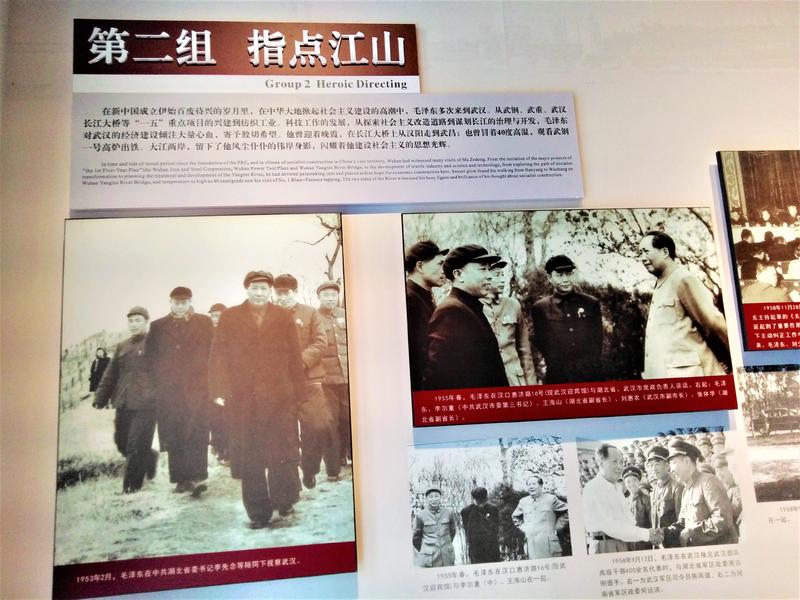 第二组 指点江山
Group 2 Heroic Directing
在新中国成立伊始百废待兴的岁月里，在中华大地掀起社会主义建设的高潮中，毛泽东多次来到武汉。从武钢、武重、武汉
长江大桥等“一五”重点项目的兴建到纺织工业、科技工作的发展，从探索社会主义改造道路到谋划长江的治理与开发，毛泽东
对武汉的经济建设倾注大量心血，寄予殷切希望。他曾迎着晚霞，在长江大桥上从汉阳走到武昌；也曾冒着40度高温，观看武钢
一号高炉出铁。大江两岸，留下了他风尘仆仆的伟岸身影，闪耀着他建设社会主义的思想光辉。
In time and tide of initial period since the foundation of the PRC, and in climax of socialist construction in China's vast territory, Wuhan had witnessed many visits of Mao Zedong. From the initiation of the major projects of
"the 1st Five-Year Plan" like Wuhan Iron and Steel Corporation, Wuhan Power Tool Plant and Wuhan Yangtze River Bridge, to the development of textile industry and science and technology, from exploring the path of socialist
transformation to planning the treatment and development of the Yangtze River, he had devoted painstaking care and placed ardent hope for economic construction here. Sunset glow found his walking from Hanyang to Wuchang on
Wuhan Yangtze River Bridge, and temperature as high as 40 centigrade saw his visit of No. 1 Blast-Furnace tapping. The two sides of the River witnessed his busy figure and brilliance of his thought about socialist construction.
1953年2月，毛泽东在中共湖北省委书记李先念等陪同下视察武汉。
1955年春，毛泽东在汉口惠济路16号(现武汉迎宾馆)与湖北省、武汉市党政负责人谈话。右起：毛泽
东、李尔重（中共武汉市委第三书记）、王海山（湖北省副省长）、刘惠农（武汉市副市长）、张体学（湖
北省副省长）。
1958年11月28
东主持起草的《关
延起到了重要作用
下主动纠正工作中
来，毛泽东、刘少
1955年春，毛泽东在汉口惠济路16号(现武
汉迎宾馆)与李尔重（中）、王海山在一起。
1958年9月12日，毛泽东在武汉接见武汉部队
高级干部400余名代表时，与湖北省军区政委
刚握手。右一为武汉军区司令员陈再道，右二为河
南省军区政委
1958年
在一起。